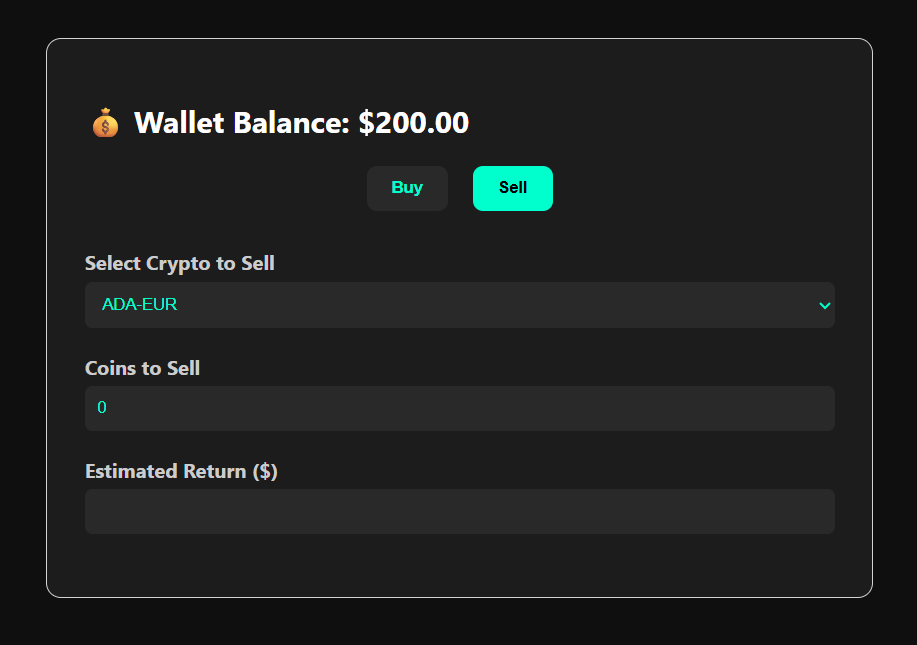 💰 Wallet Balance: $200.00
Buy Sell
Select Crypto to Sell
ADA-EUR
Coins to Sell
0
Estimated Return ($)